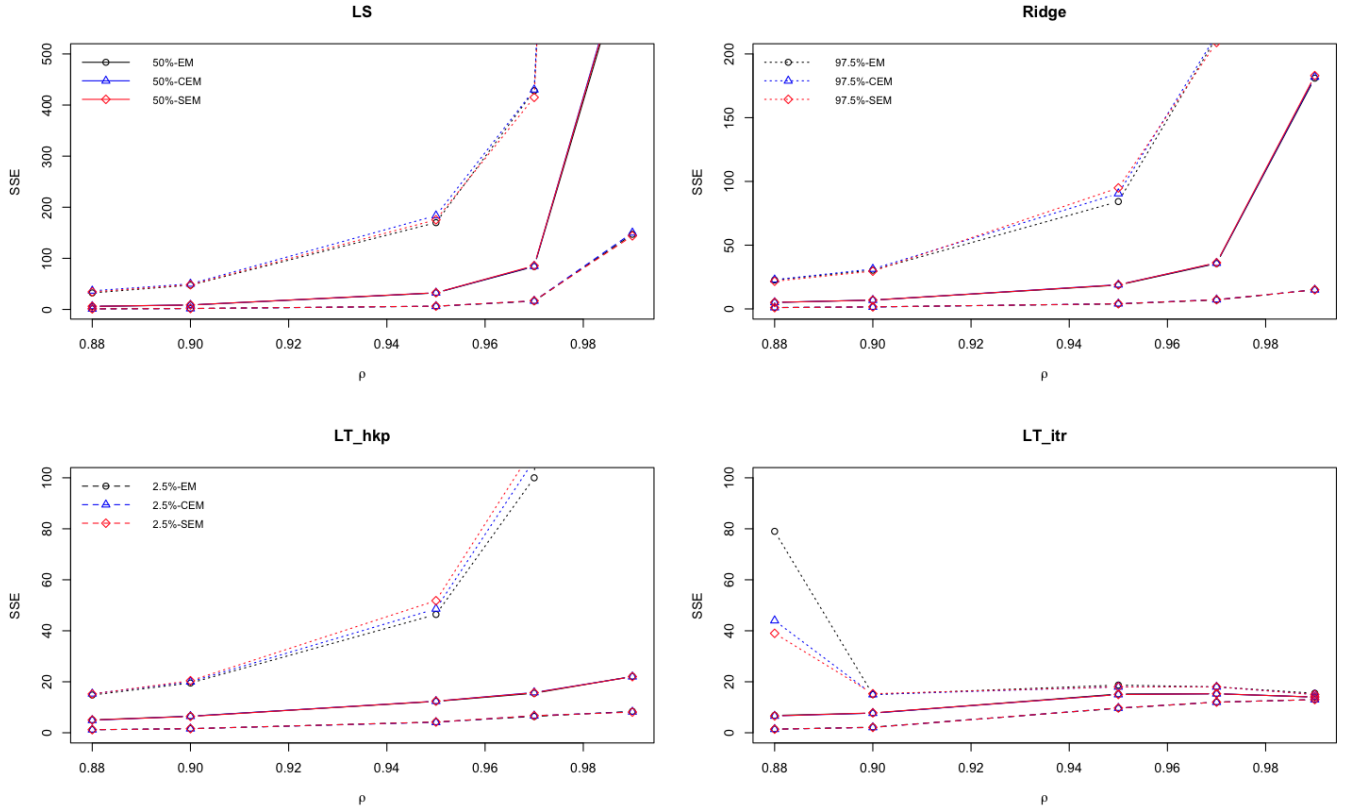 LS
500
400
300
200
100
0
SSE
50%-EM
50%-CEM
50%-SEM
0.88 0.90 0.92 0.94 0.96 0.98
ρ
Ridge
200
150
100
50
0
SSE
97.5%-EM
97.5%-CEM
97.5%-SEM
0.88 0.90 0.92 0.94 0.96 0.98
ρ
LT_hkp
100
80
60
40
20
0
SSE
2.5%-EM
2.5%-CEM
2.5%-SEM
0.88 0.90 0.92 0.94 0.96 0.98
ρ
LT_itr
100
80
60
40
20
0
SSE
0.88 0.90 0.92 0.94 0.96 0.98
ρ